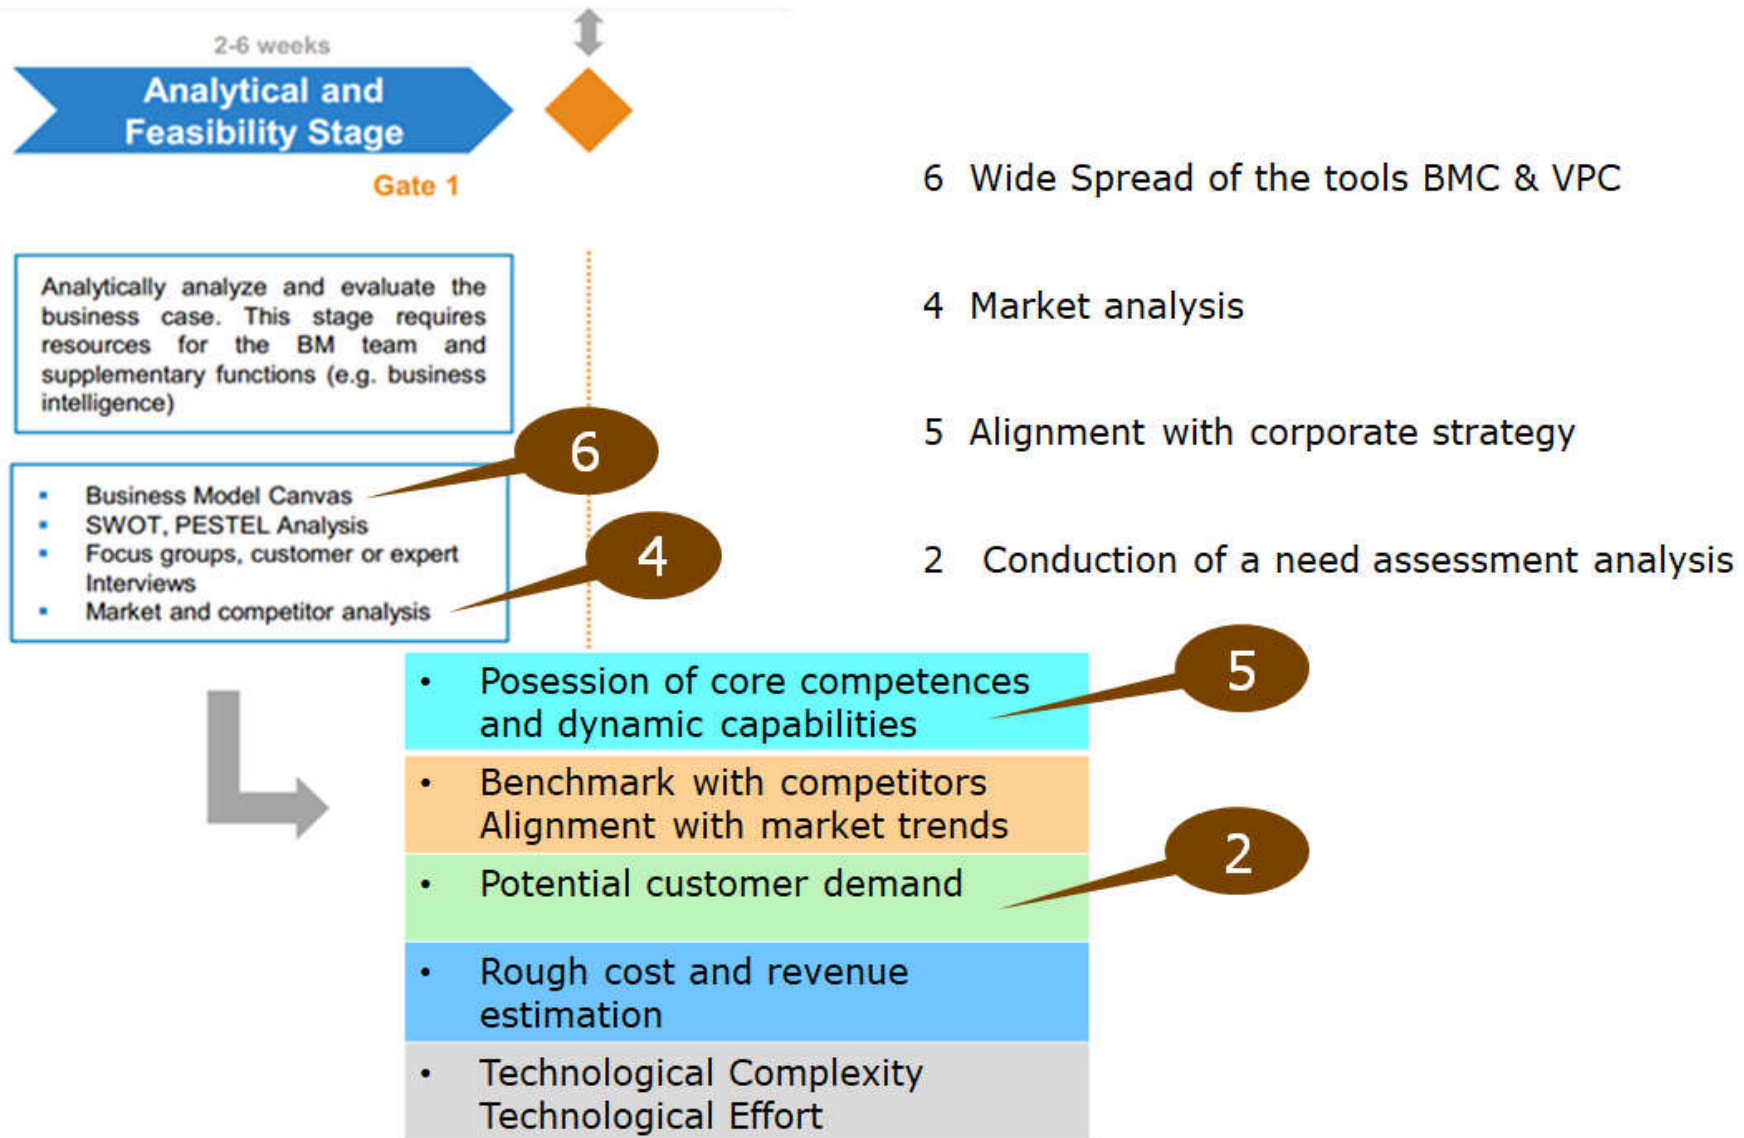 2-6 weeks
Analytical and
Feasibility Stage
Gate 1
Analytically analyze and evaluate the
business case. This stage requires
resources for the BM team and
supplementary functions (e.g. business
intelligence)
▪ Business Model Canvas
▪ SWOT, PESTEL Analysis
▪ Focus groups, customer or expert
Interviews
▪ Market and competitor analysis
6
4
6 Wide Spread of the tools BMC & VPC
4 Market analysis
5 Alignment with corporate strategy
2 Conduction of a need assessment analysis
• Posession of core competences
and dynamic capabilities
5
• Benchmark with competitors
Alignment with market trends
• Potential customer demand
2
• Rough cost and revenue
estimation
• Technological Complexity
Technological Effort